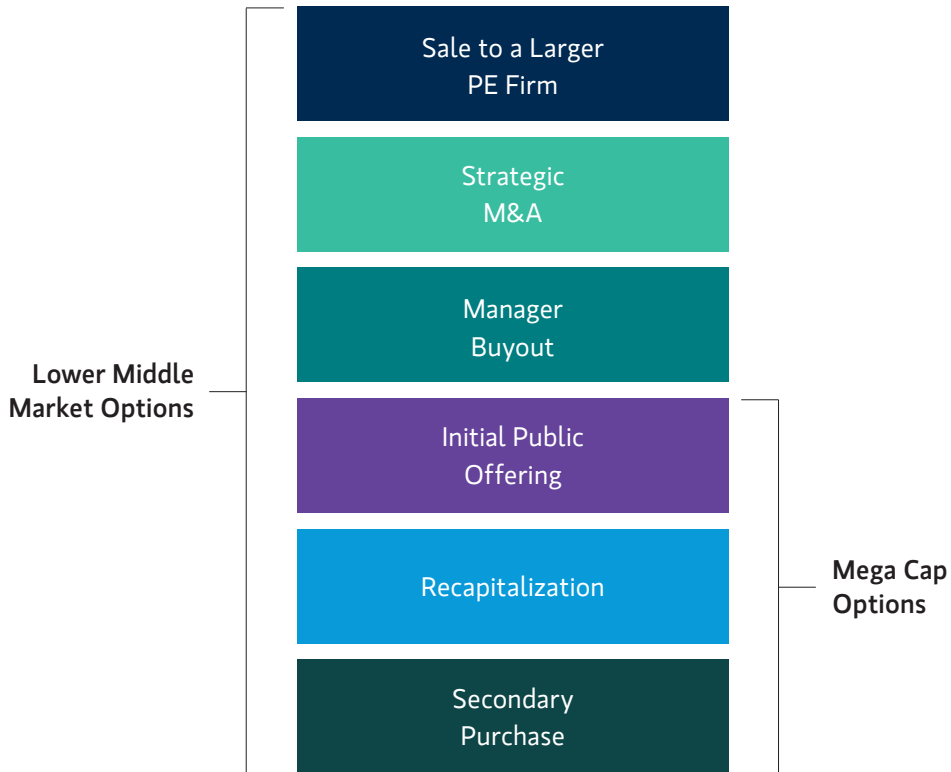 Sale to a Larger
PE Firm
Strategic
M&A
Manager
Buyout
Lower Middle
Market Options
Initial Public
Offering
Recapitalization
Mega Cap
Options
Secondary
Purchase